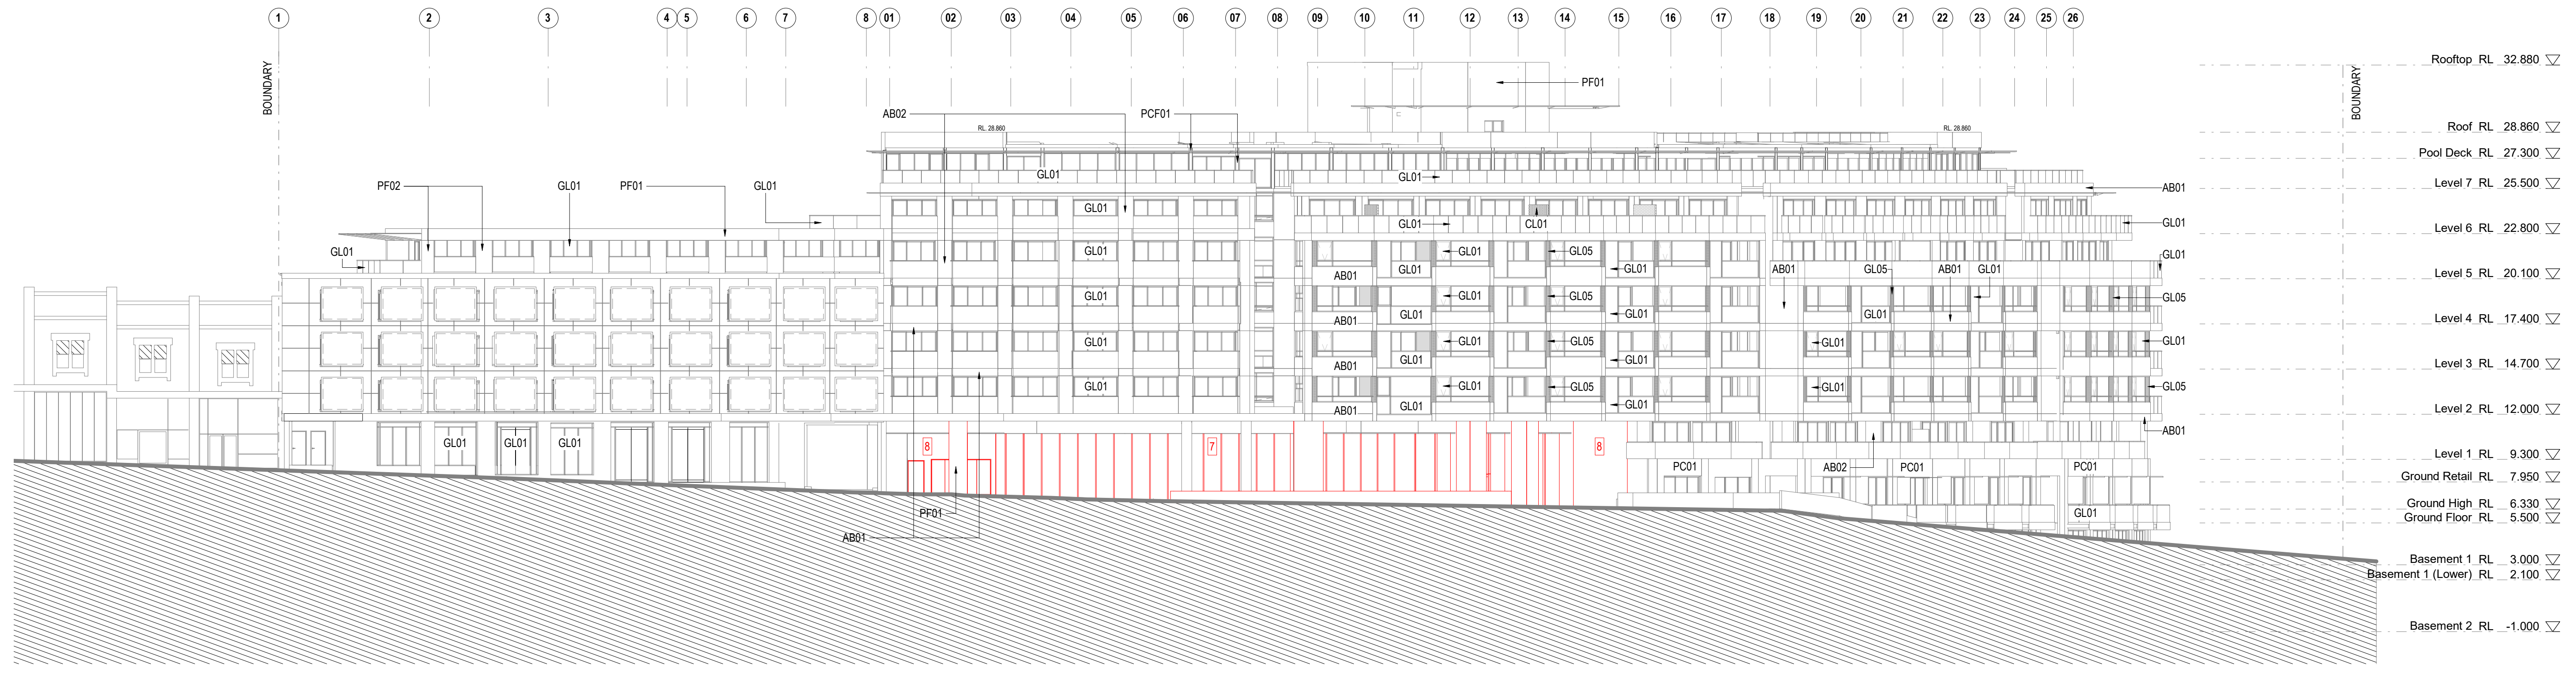 1 2 3 4 5 6 7 8 01 02 03 04 05 06 07 08 09 10 11 12 13 14 15 16 17 18 19 20 21 22 23 24 25 26
BOUNDARY
BOUNDARY
Rooftop RL 32.880
PF01
AB02
PCF01
RL. 28.860
RL. 28.860
Roof RL 28.860
Pool Deck RL 27.300
GL01
GL01
Level 7 RL 25.500
PF02
GL01
PF01
GL01
AB01
GL01
GL01
CL01
GL01
Level 6 RL 22.800
GL01
GL01
GL01
GL05
GL01
AB01
GL01
GL01
AB01
GL05
AB01
GL01
Level 5 RL 20.100
GL01
GL01
GL05
GL05
AB01
GL01
GL01
GL01
Level 4 RL 17.400
GL01
GL01
GL05
GL01
GL01
GL01
GL01
Level 3 RL 14.700
GL01
GL01
GL05
GL01
GL05
AB01
GL01
GL01
Level 2 RL 12.000
AB01
GL01
GL01
GL01
8
7
8
Level 1 RL 9.300
PC01
AB02
PC01
PC01
Ground Retail RL 7.950
Ground High RL 6.330
PF01
GL01
Ground Floor RL 5.500
AB01
Basement 1 RL 3.000
Basement 1 (Lower) RL 2.100
Basement 2 RL -1.000